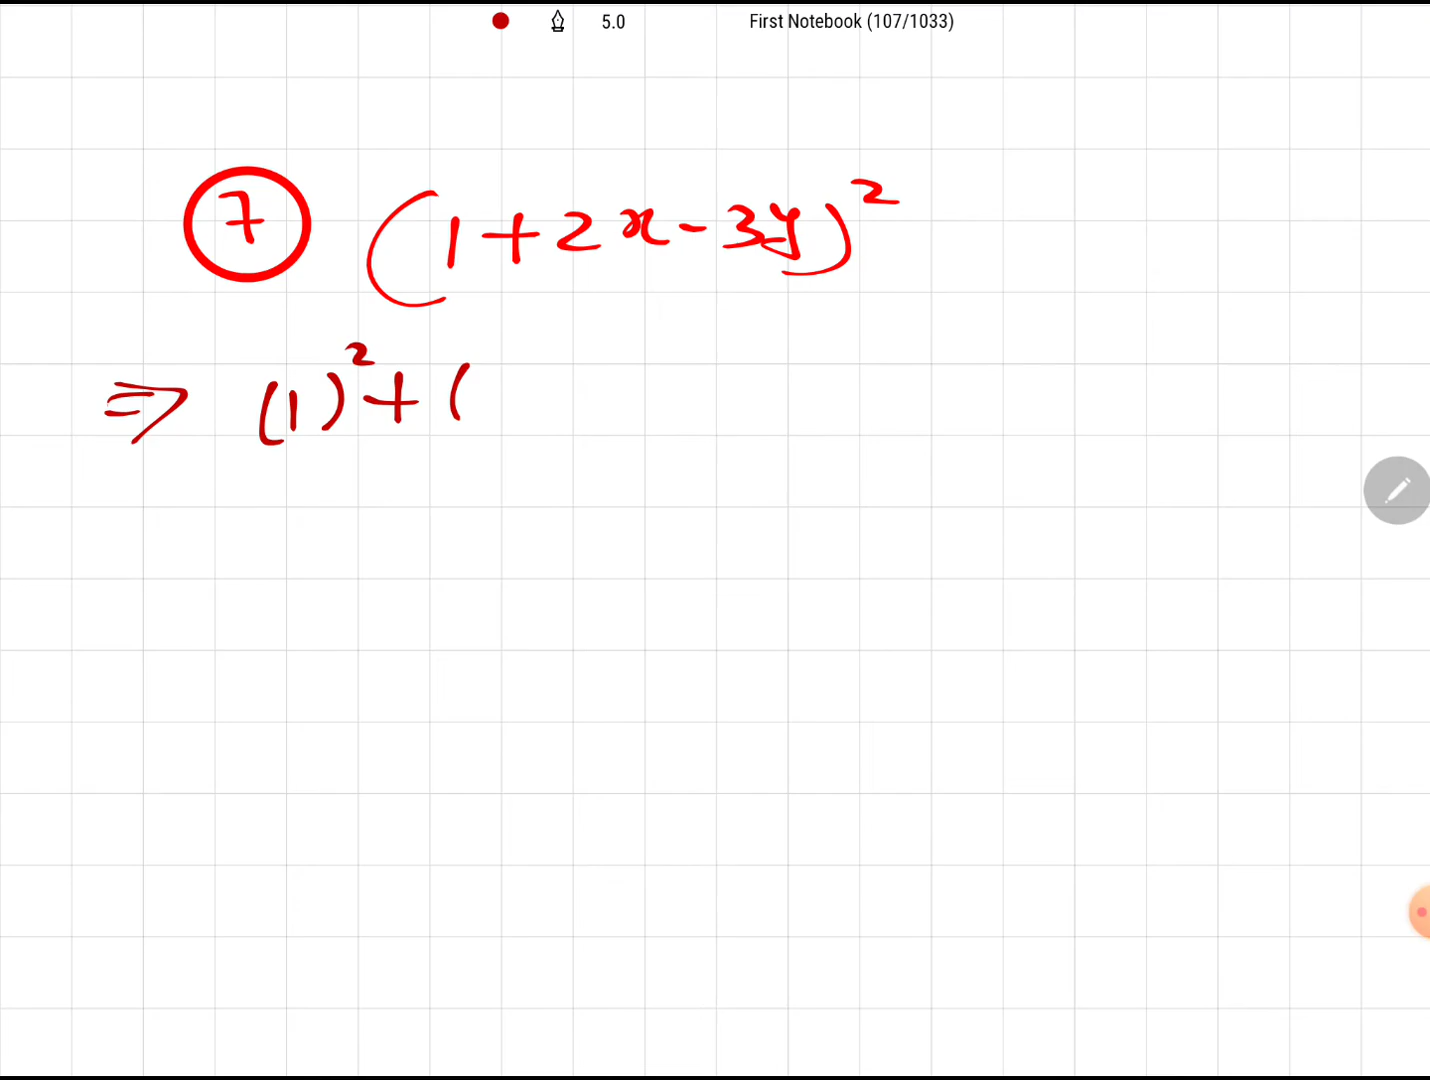 5.0 First Notebook (107/1033)
7 (1+2x-3y)²
⇒ (1)²+(